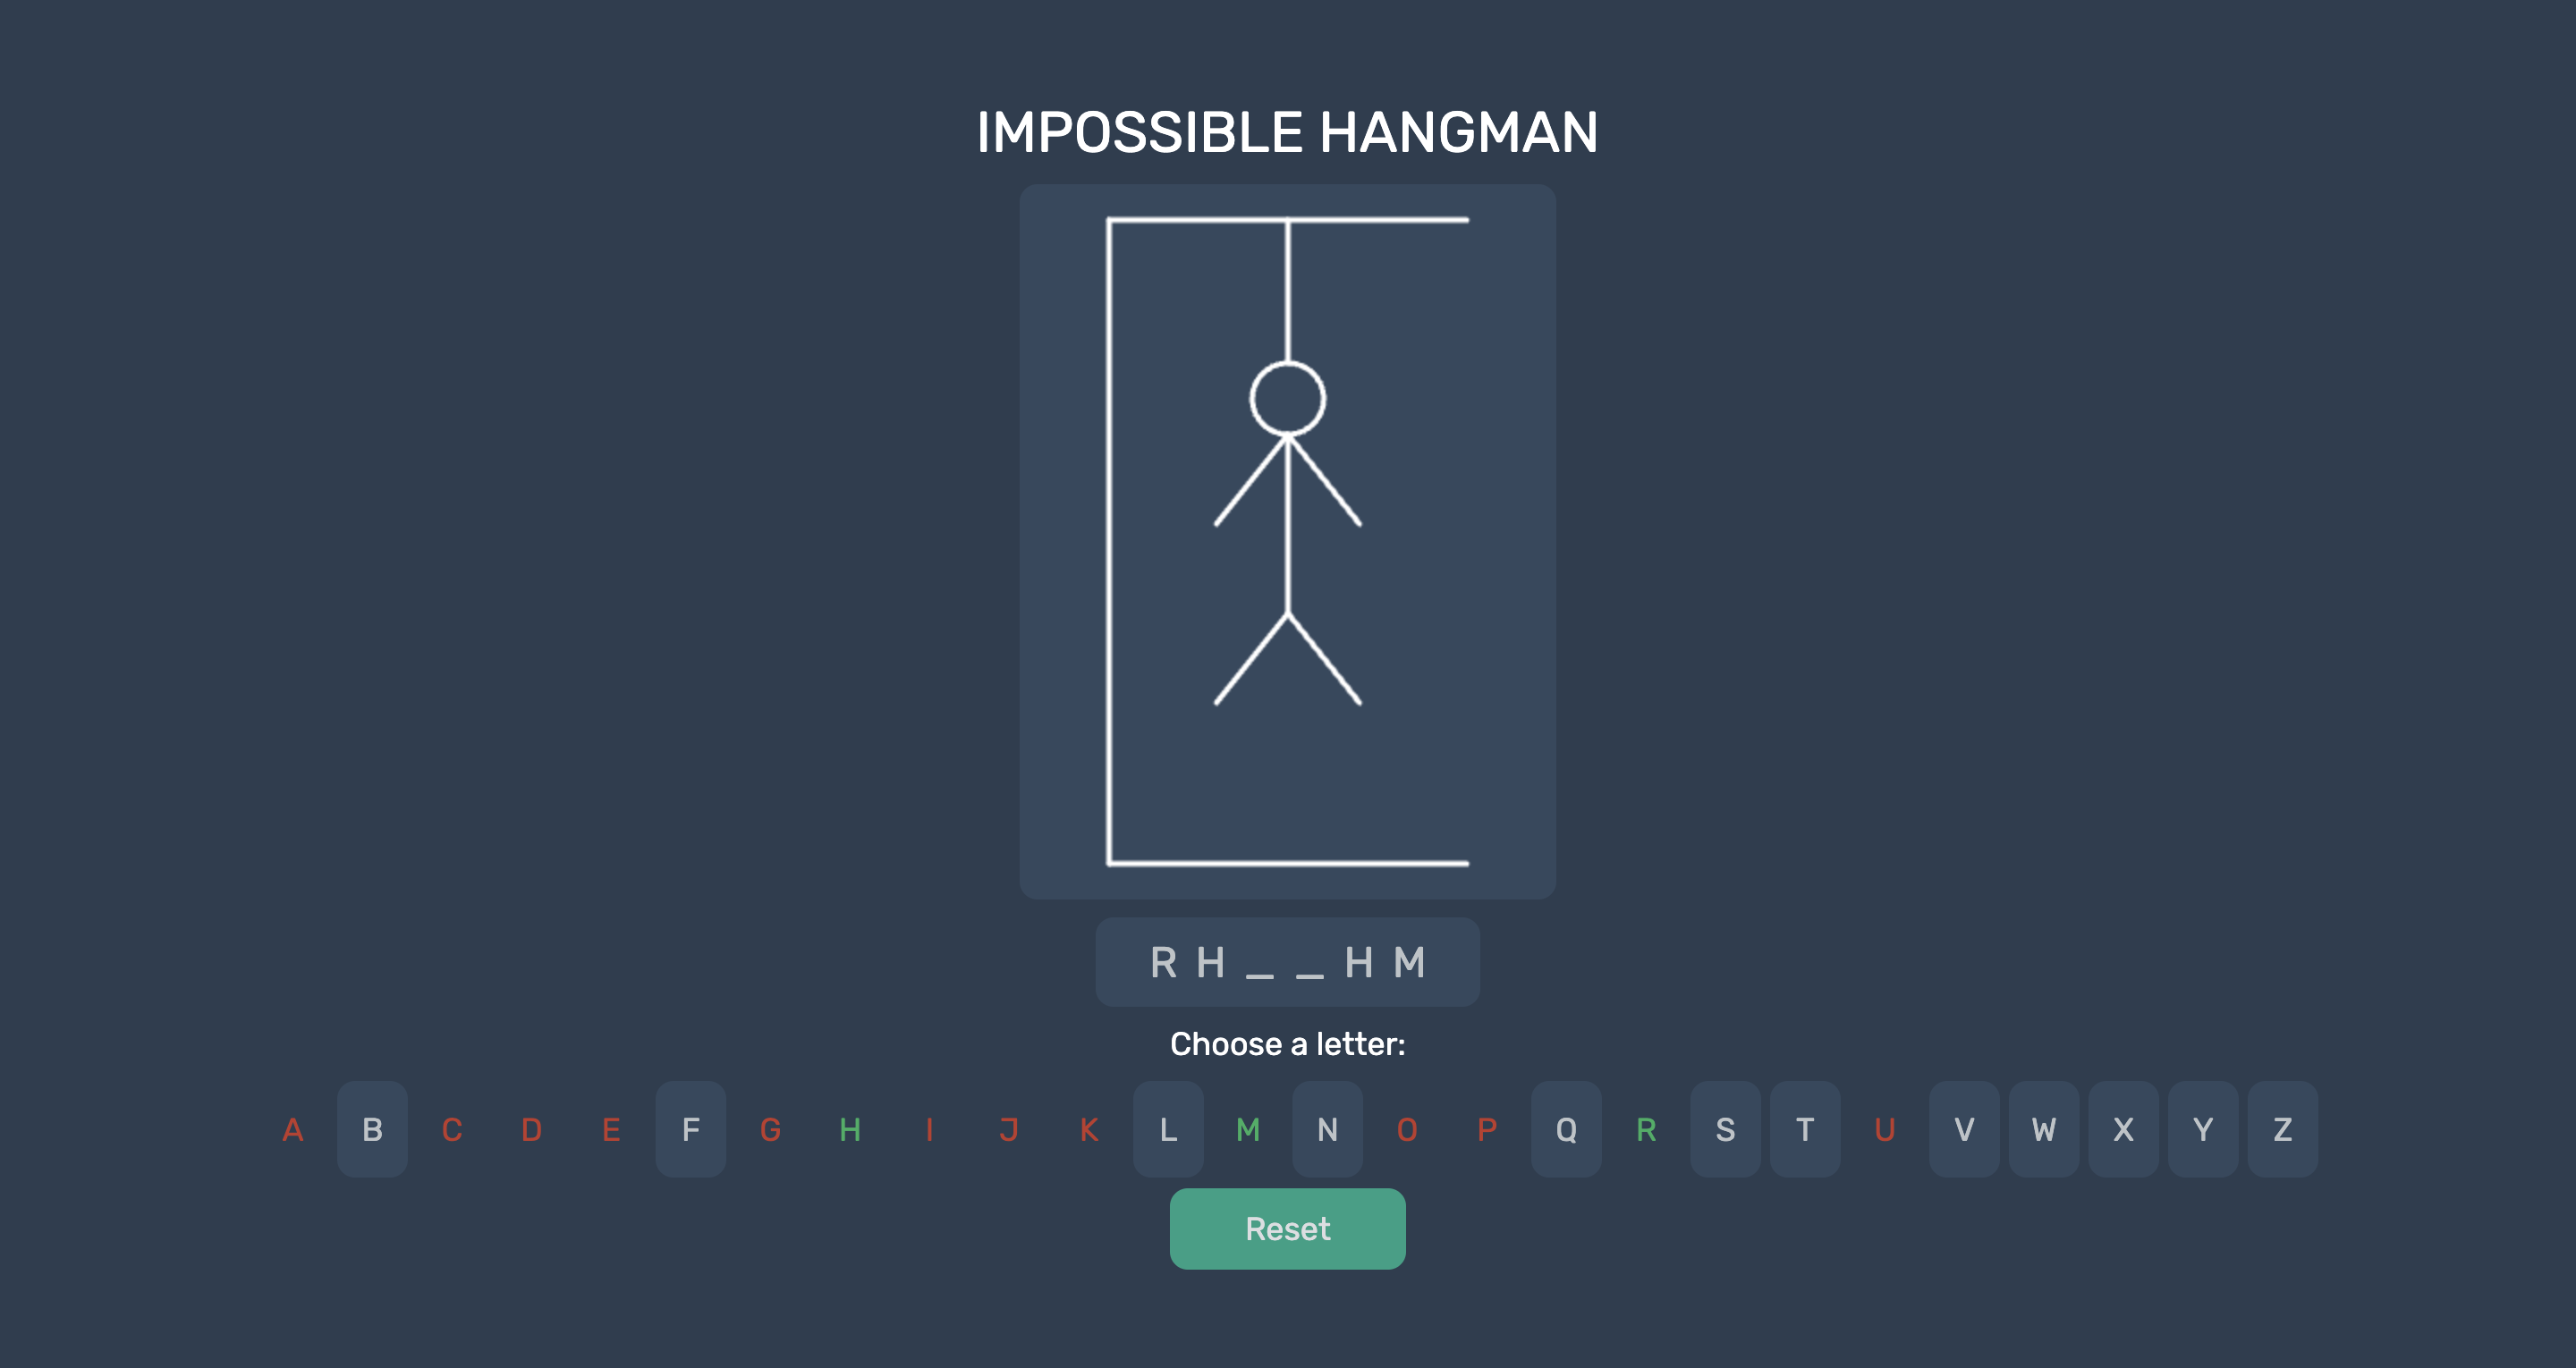 IMPOSSIBLE HANGMAN
R H _ _ H M
Choose a letter:
A B C D E F G H I J K L M N O P Q R S T U V W X Y Z
Reset